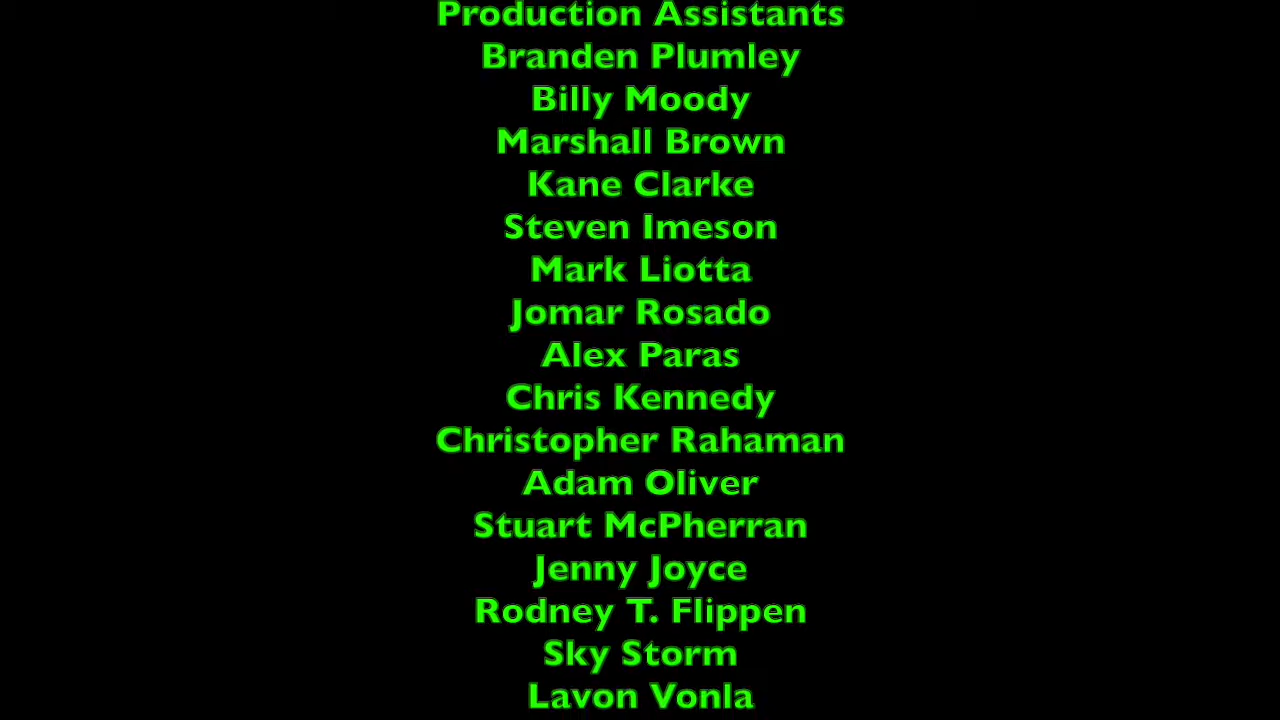 Production Assistants
Branden Plumley
Billy Moody
Marshall Brown
Kane Clarke
Steven Imeson
Mark Liotta
Jomar Rosado
Alex Paras
Chris Kennedy
Christopher Rahaman
Adam Oliver
Stuart McPherran
Jenny Joyce
Rodney T. Flippen
Sky Storm
Lavon Vonla